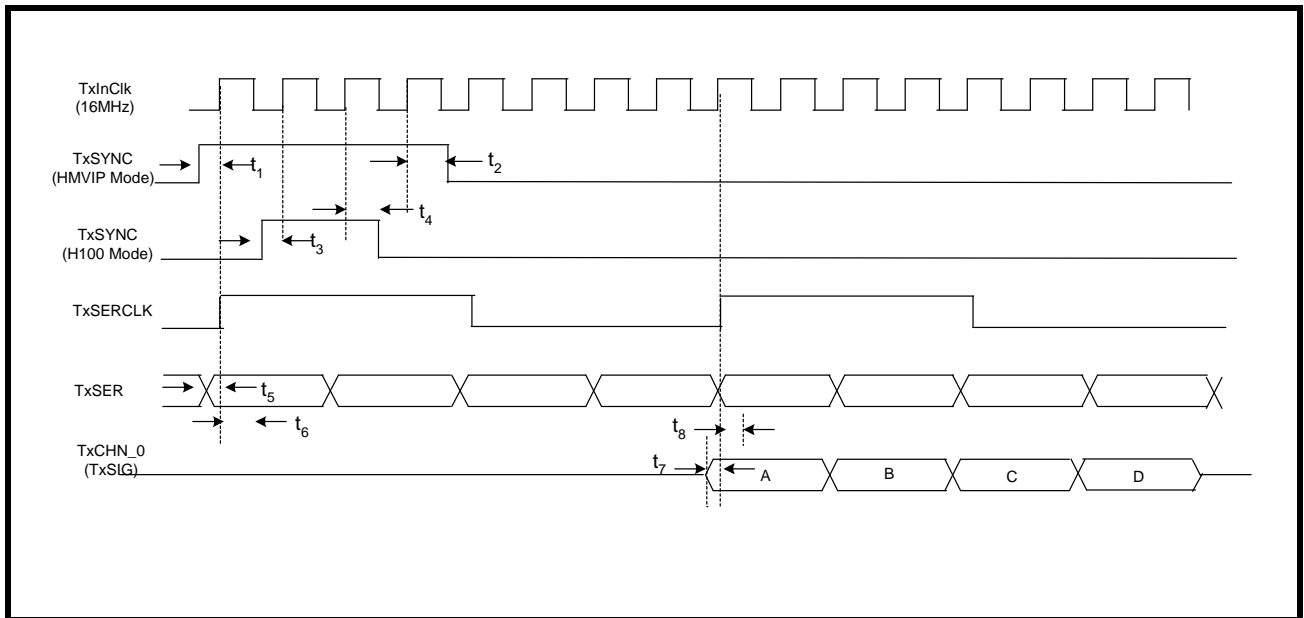 TxInClk
(16MHz)
TxSYNC
(HMVIP Mode)
t1
t2
TxSYNC
(H100 Mode)
t3
t4
TxSERCLK
TxSER
t5
t6
TxCHN_0
(TxSIG)
t7
t8
A
B
C
D